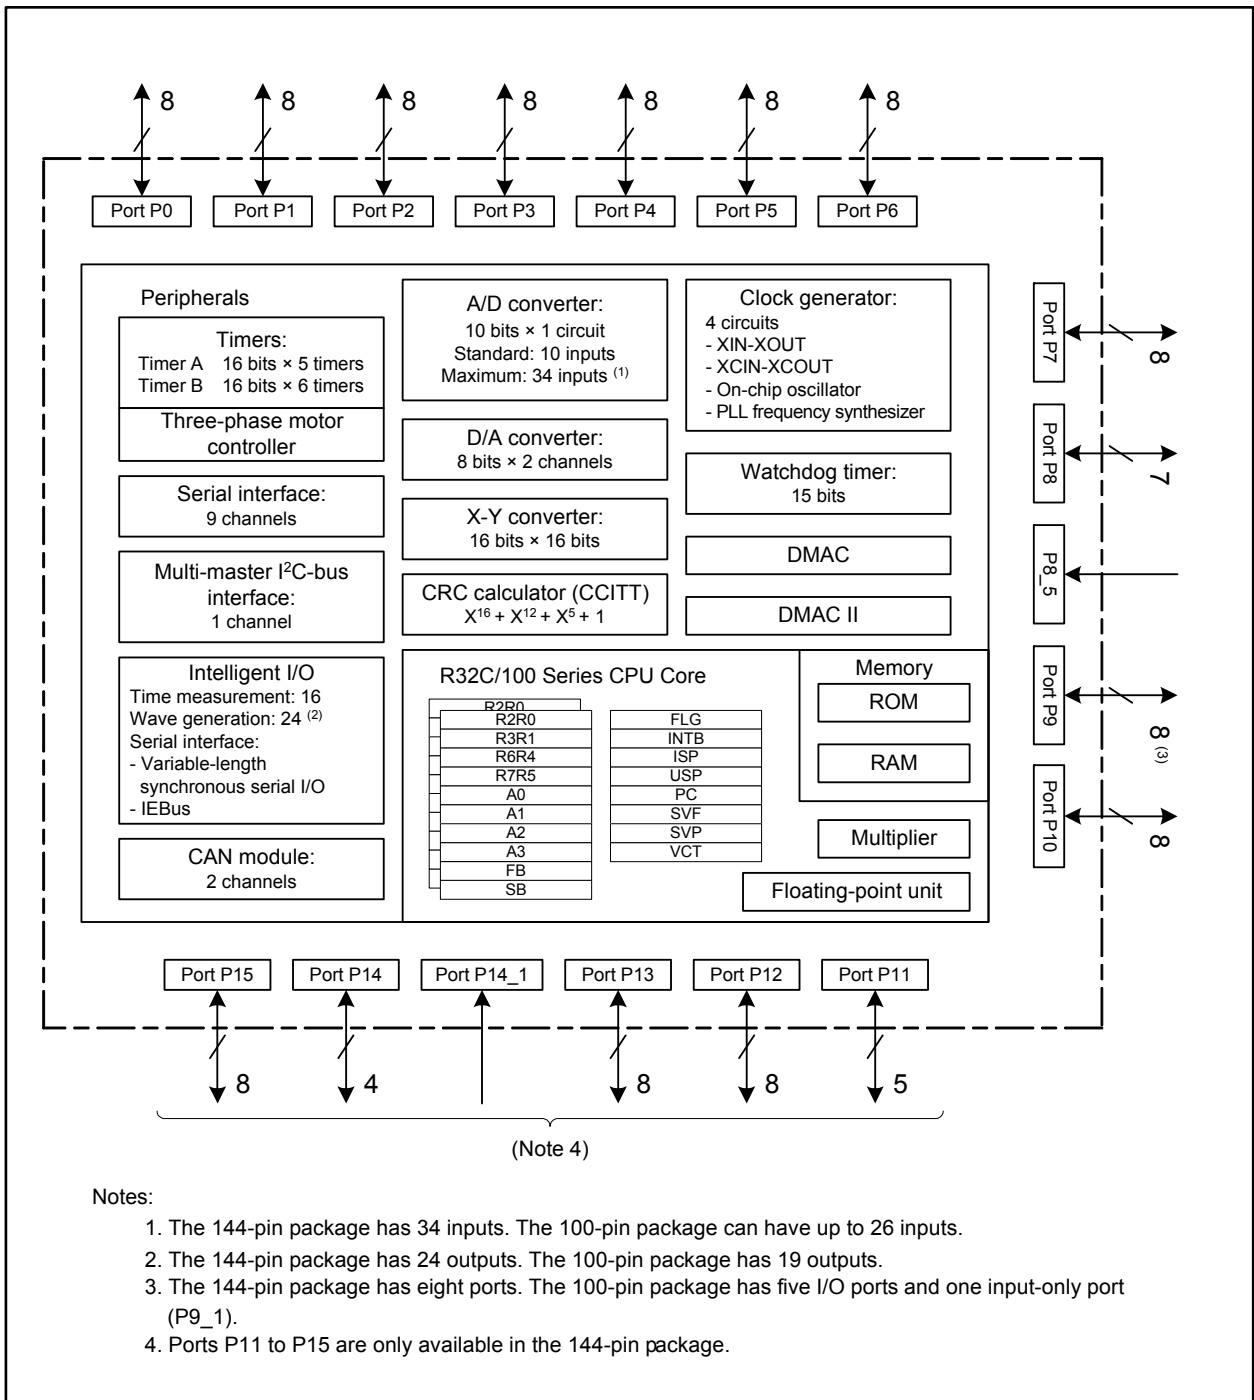 8 8 8 8 8 8 8
Port P0 Port P1 Port P2 Port P3 Port P4 Port P5 Port P6
Peripherals
Timers:
Timer A 16 bits × 5 timers
Timer B 16 bits × 6 timers
Three-phase motor
controller
Serial interface:
9 channels
Multi-master I²C-bus
interface:
1 channel
Intelligent I/O
Time measurement: 16
Wave generation: 24 (2)
Serial interface:
- Variable-length
synchronous serial I/O
- IEBus
CAN module:
2 channels
A/D converter:
10 bits × 1 circuit
Standard: 10 inputs
Maximum: 34 inputs (1)
D/A converter:
8 bits × 2 channels
X-Y converter:
16 bits × 16 bits
CRC calculator (CCITT)
X¹⁶ + X¹² + X⁵ + 1
Clock generator:
4 circuits
- XIN-XOUT
- XCIN-XCOUT
- On-chip oscillator
- PLL frequency synthesizer
Watchdog timer:
15 bits
DMAC
DMAC II
R32C/100 Series CPU Core
R2R0
R2R0
R3R1
R6R4
R7R5
A0
A1
A2
A3
FB
SB
FLG
INTB
ISP
USP
PC
SVF
SVP
VCT
Memory
ROM
RAM
Multiplier
Floating-point unit
Port P7
8
Port P8
7
P8_5
Port P9
8 (3)
Port P10
8
Port P15 Port P14 Port P14_1 Port P13 Port P12 Port P11
8 4 8 8 5
(Note 4)
Notes:
1. The 144-pin package has 34 inputs. The 100-pin package can have up to 26 inputs.
2. The 144-pin package has 24 outputs. The 100-pin package has 19 outputs.
3. The 144-pin package has eight ports. The 100-pin package has five I/O ports and one input-only port
(P9_1).
4. Ports P11 to P15 are only available in the 144-pin package.